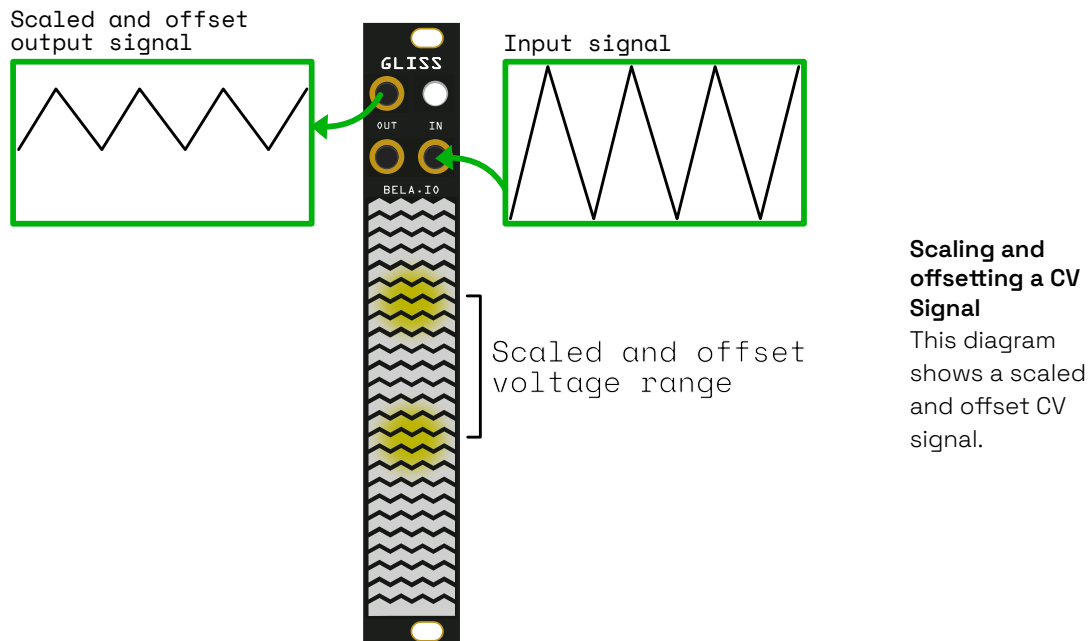 Scaled and offset
output signal
Input signal
GLISS
OUT IN
BELA.IO
Scaled and offset
voltage range
Scaling and
offsetting a CV
Signal
This diagram
shows a scaled
and offset CV
signal.